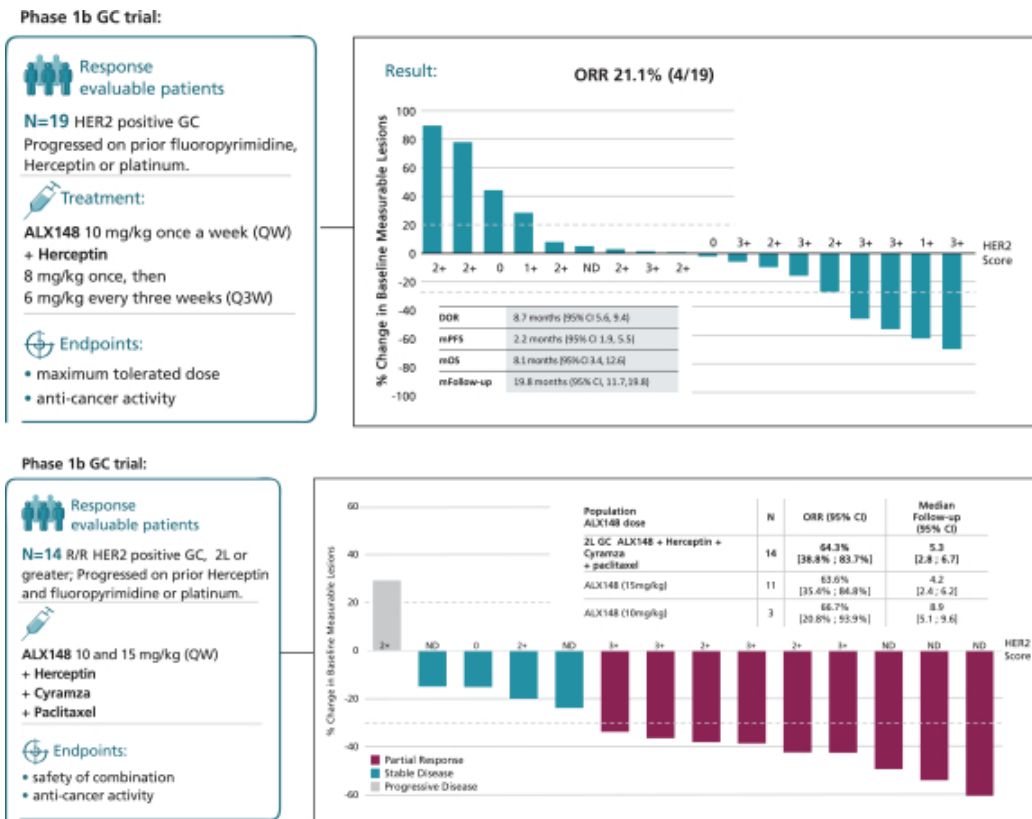 Phase 1b GC trial:
Response
evaluable patients
N=19 HER2 positive GC
Progressed on prior fluoropyrimidine,
Herceptin or platinum.
Treatment:
ALX148 10 mg/kg once a week (QW)
+ Herceptin
8 mg/kg once, then
6 mg/kg every three weeks (Q3W)
Endpoints:
• maximum tolerated dose
• anti-cancer activity
Result:
ORR 21.1% (4/19)
% Change in Baseline Measurable Lesions
100
80
60
40
20
0
-20
-40
-60
-80
-100
2+ 2+ 0 1+ 2+ ND 2+ 3+ 2+
0 3+ 2+ 3+ 2+ 3+ 3+ 1+ 3+
HER2
Score
DOR 8.7 months (95% CI 5.6, 9.4)
mPFS 2.2 months (95% CI 1.9, 5.5)
mOS 8.1 months (95%CI 3.4, 12.6)
mFollow-up 19.8 months (95% CI, 11.7,19.8)
Phase 1b GC trial:
Response
evaluable patients
N=14 R/R HER2 positive GC, 2L or
greater; Progressed on prior Herceptin
and fluoropyrimidine or platinum.
ALX148 10 and 15 mg/kg (QW)
+ Herceptin
+ Cyramza
+ Paclitaxel
Endpoints:
• safety of combination
• anti-cancer activity
% Change in Baseline Measurable Lesions
60
40
20
0
-20
-40
-60
Population
ALX148 dose
N
ORR (95% CI)
Median
Follow-up
(95% CI)
2L GC ALX148 + Herceptin +
Cyramza
+ paclitaxel
14
64.3%
[38.8% ; 83.7%]
5.3
[2.8 ; 6.7]
ALX148 (15mg/kg)
11
63.6%
[35.4% ; 84.8%]
4.2
[2.4 ; 6.2]
ALX148 (10mg/kg)
3
66.7%
[20.8% ; 93.9%]
8.9
[5.1 ; 9.6]
2+ ND 0 2+ ND 3+ 3+ 2+ 3+ 2+ 3+ ND ND ND
HER2
Score
Partial Response
Stable Disease
Progressive Disease